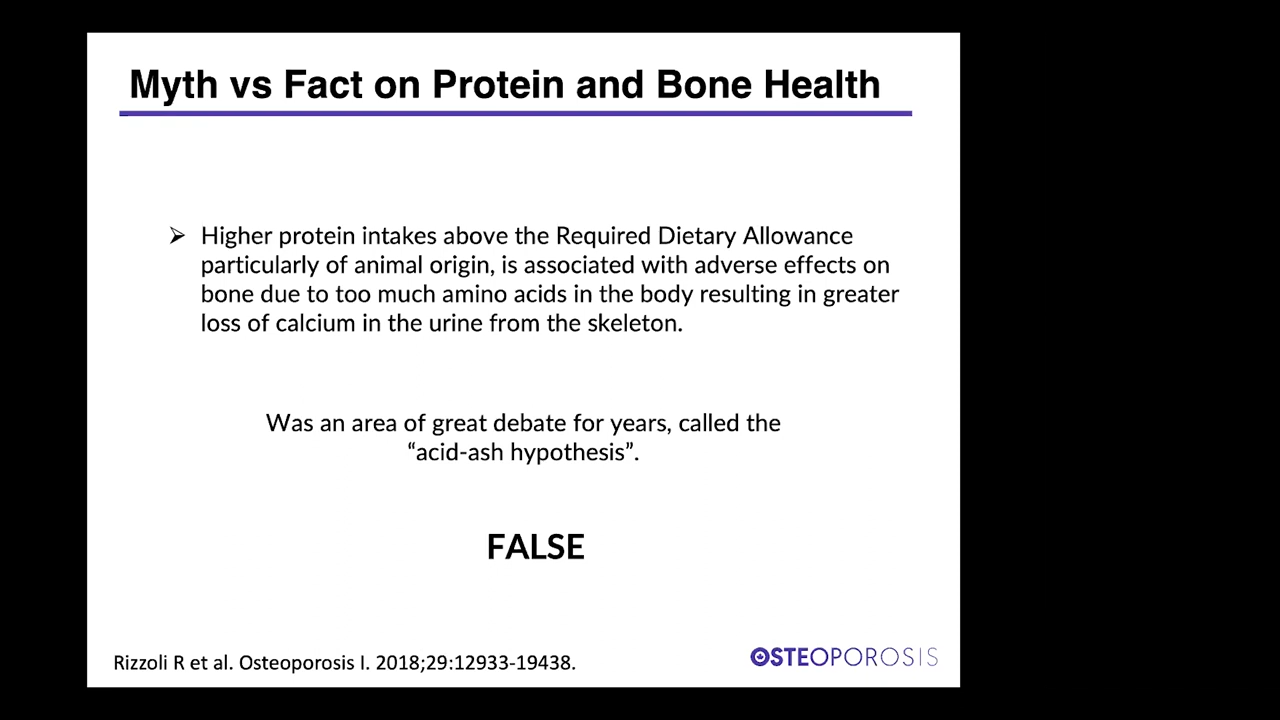 Myth vs Fact on Protein and Bone Health
➢ Higher protein intakes above the Required Dietary Allowance
particularly of animal origin, is associated with adverse effects on
bone due to too much amino acids in the body resulting in greater
loss of calcium in the urine from the skeleton.
Was an area of great debate for years, called the
“acid-ash hypothesis”.
FALSE
Rizzoli R et al. Osteoporosis I. 2018;29:12933-19438.
OSTEOPOROSIS